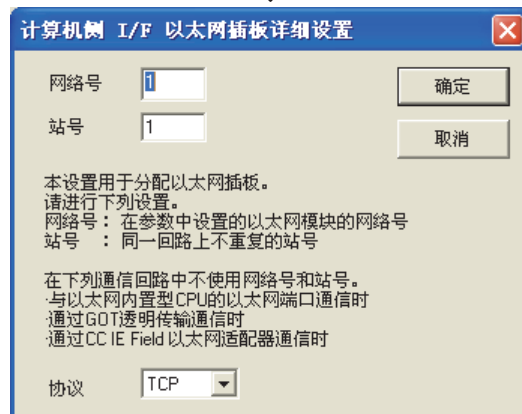 计算机侧 I/F 以太网插板详细设置
网络号 1
确定
站号 1
取消
本设置用于分配以太网插板。
请进行下列设置。
网络号：在参数中设置的以太网模块的网络号
站号 ：同一回路上不重复的站号
在下列通信回路中不使用网络号和站号。
·与以太网内置型CPU的以太网端口通信时
·通过GOT透明传输通信时
·通过CC IE Field以太网适配器通信时
协议 TCP